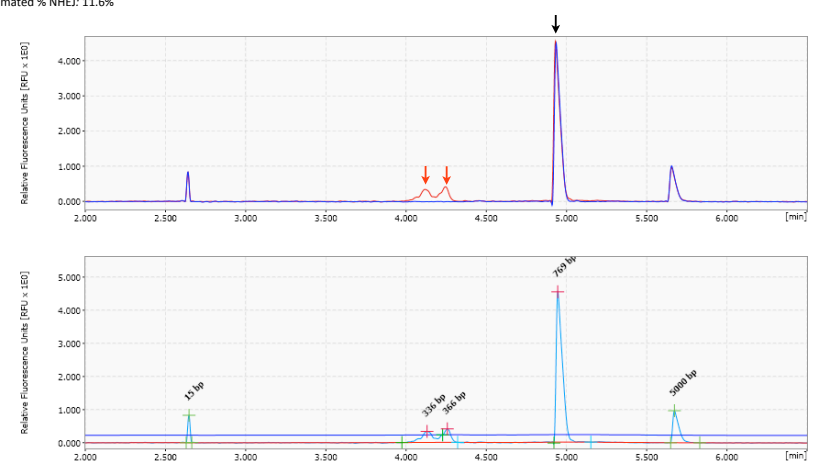 mated % NHEJ: 11.6%
Relative Fluorescence Units [RFU x 1E0]
4.000
3.000
2.000
1.000
0.000
2.000 2.500 3.000 3.500 4.000 4.500 5.000 5.500 6.000 [min]
Relative Fluorescence Units [RFU x 1E0]
5.000
4.000
3.000
2.000
1.000
0.000
15 bp
336 bp
366 bp
769 bp
5000 bp
2.000 2.500 3.000 3.500 4.000 4.500 5.000 5.500 6.000 [min]